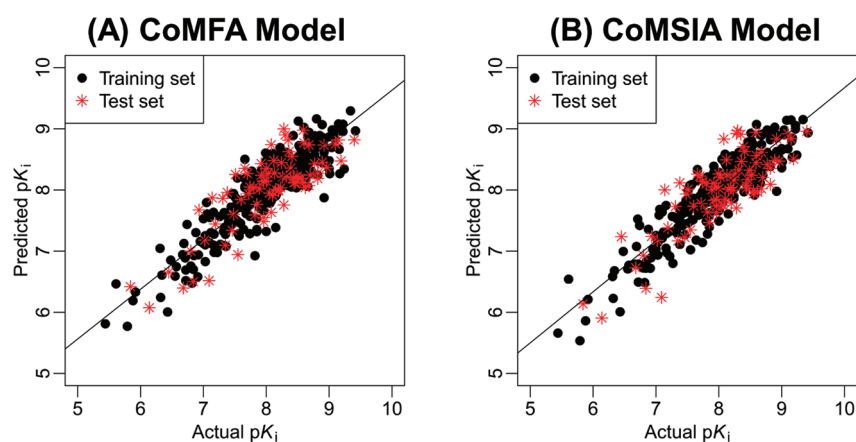 (A) CoMFA Model
Training set
Test set
10
9
8
7
6
5
Predicted pKi
5 6 7 8 9 10
Actual pKi
(B) CoMSIA Model
Training set
Test set
10
9
8
7
6
5
Predicted pKi
5 6 7 8 9 10
Actual pKi